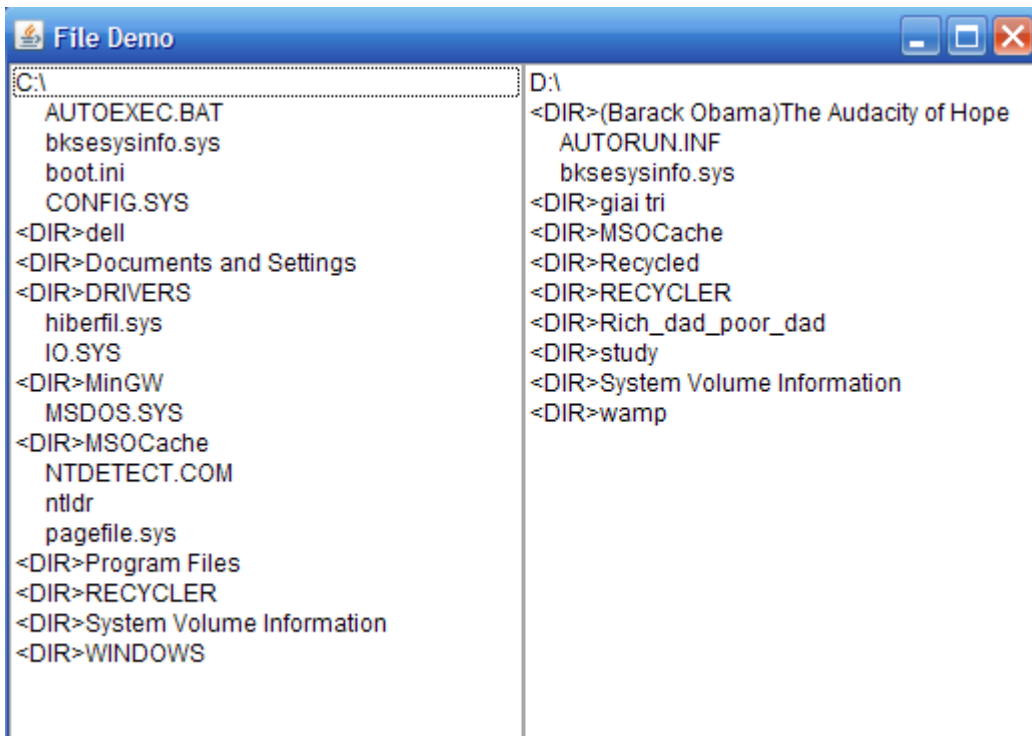 File Demo
C:\
AUTOEXEC.BAT
bksesysinfo.sys
boot.ini
CONFIG.SYS
<DIR>dell
<DIR>Documents and Settings
<DIR>DRIVERS
hiberfil.sys
IO.SYS
<DIR>MinGW
MSDOS.SYS
<DIR>MSOCache
NTDETECT.COM
ntldr
pagefile.sys
<DIR>Program Files
<DIR>RECYCLER
<DIR>System Volume Information
<DIR>WINDOWS
D:\
<DIR>(Barack Obama)The Audacity of Hope
AUTORUN.INF
bksesysinfo.sys
<DIR>giai tri
<DIR>MSOCache
<DIR>Recycled
<DIR>RECYCLER
<DIR>Rich_dad_poor_dad
<DIR>study
<DIR>System Volume Information
<DIR>wamp